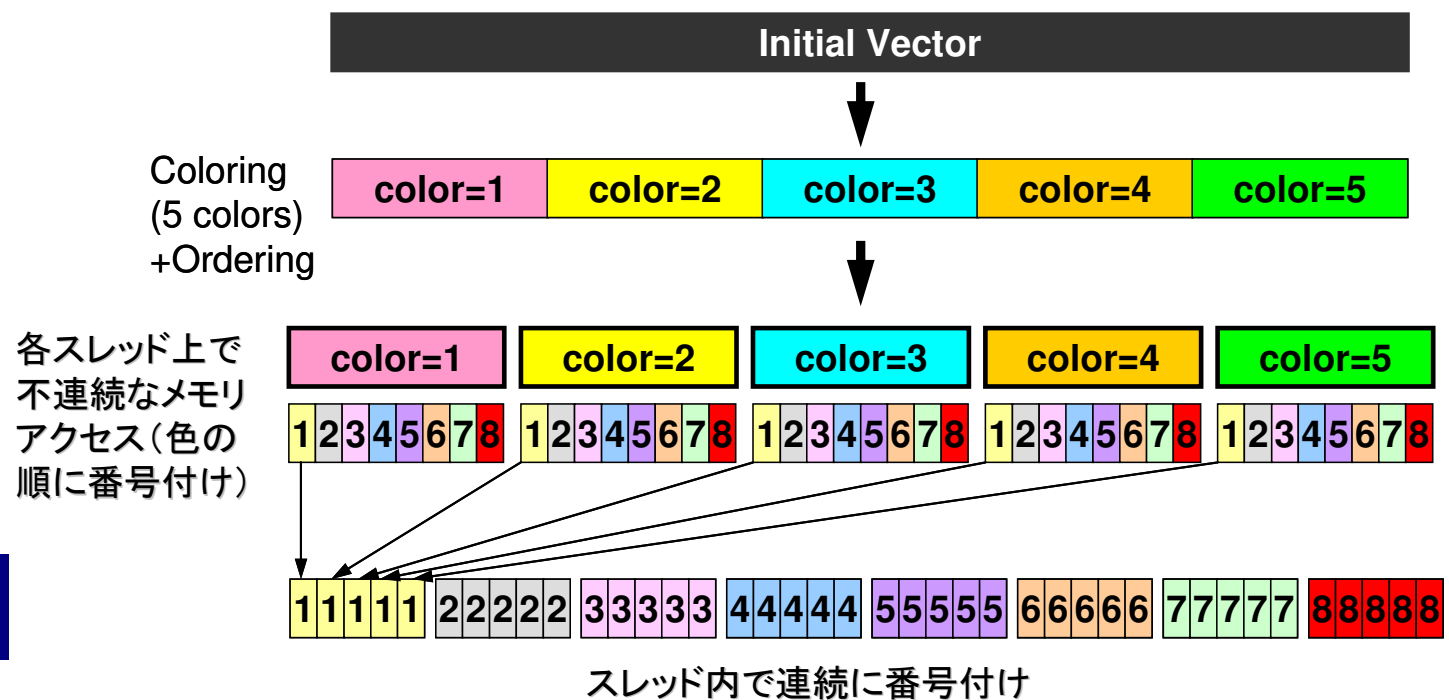 Initial Vector
Coloring
(5 colors)
+Ordering
color=1 color=2 color=3 color=4 color=5
各スレッド上で
不連続なメモリ
アクセス(色の
順に番号付け)
color=1 color=2 color=3 color=4 color=5
12345678 12345678 12345678 12345678 12345678
11111 22222 33333 44444 55555 66666 77777 88888
スレッド内で連続に番号付け